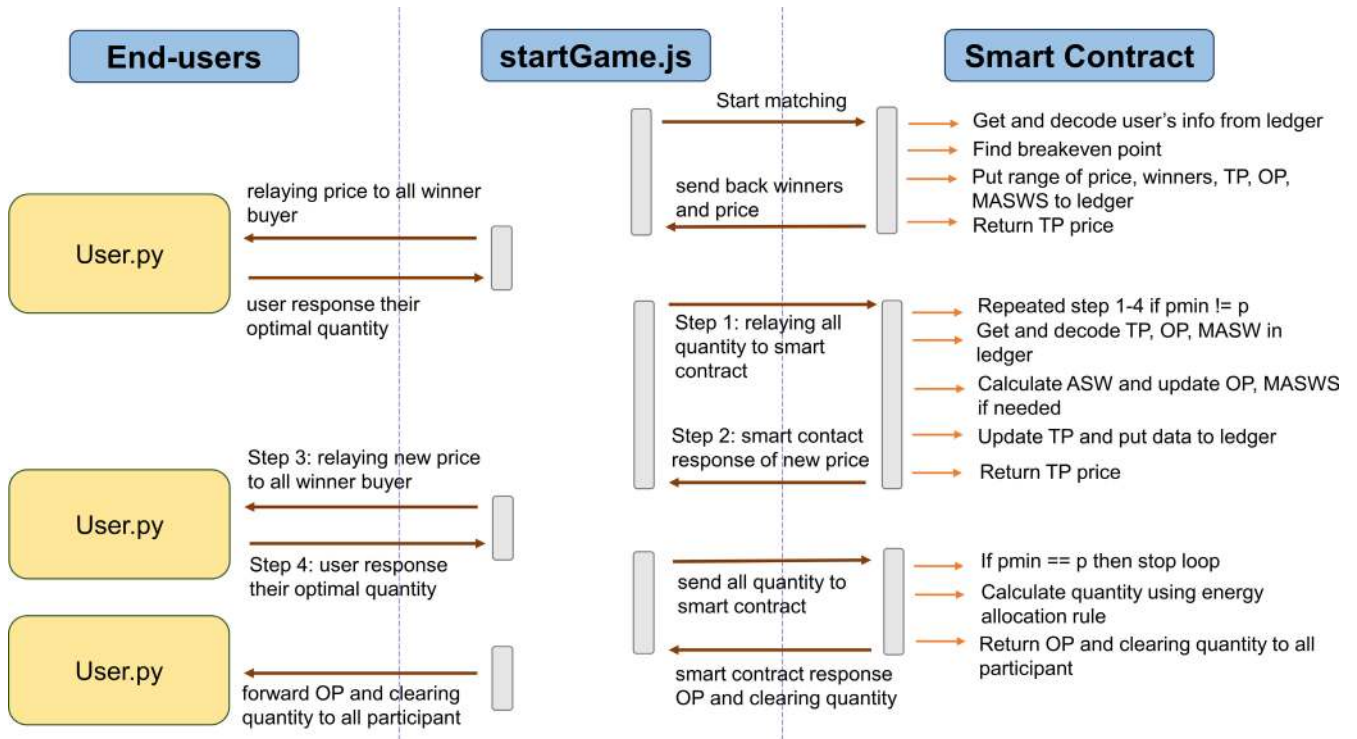 End-users
startGame.js
Smart Contract
Start matching
Get and decode user's info from ledger
Find breakeven point
Put range of price, winners, TP, OP,
MASWS to ledger
Return TP price
send back winners
and price
relaying price to all winner
buyer
User.py
user response their
optimal quantity
Step 1: relaying all
quantity to smart
contract
Repeated step 1-4 if pmin != p
Get and decode TP, OP, MASW in
ledger
Calculate ASW and update OP, MASWS
if needed
Update TP and put data to ledger
Return TP price
Step 2: smart contact
response of new price
Step 3: relaying new price
to all winner buyer
User.py
Step 4: user response
their optimal quantity
send all quantity to
smart contract
If pmin == p then stop loop
Calculate quantity using energy
allocation rule
Return OP and clearing quantity to all
participant
smart contract response
OP and clearing quantity
User.py
forward OP and clearing
quantity to all participant